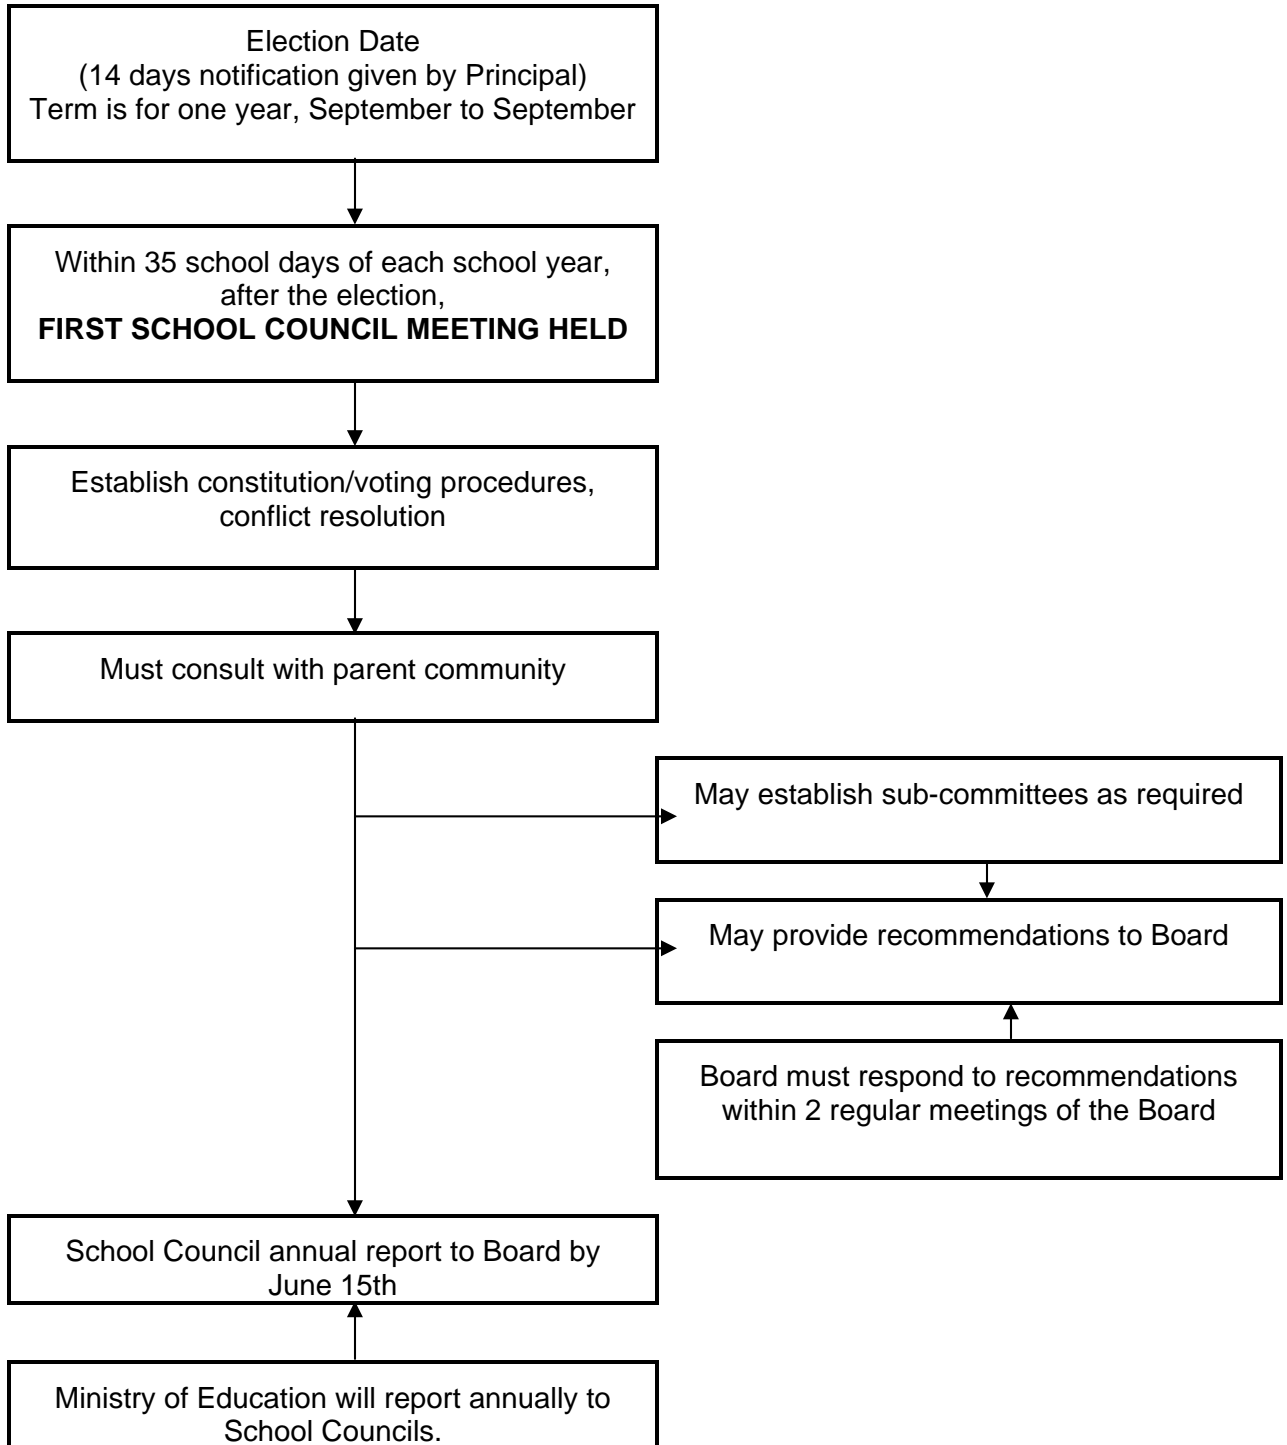 Election Date
(14 days notification given by Principal)
Term is for one year, September to September
Within 35 school days of each school year,
after the election,
FIRST SCHOOL COUNCIL MEETING HELD
Establish constitution/voting procedures,
conflict resolution
Must consult with parent community
May establish sub-committees as required
May provide recommendations to Board
Board must respond to recommendations
within 2 regular meetings of the Board
School Council annual report to Board by
June 15th
Ministry of Education will report annually to
School Councils.